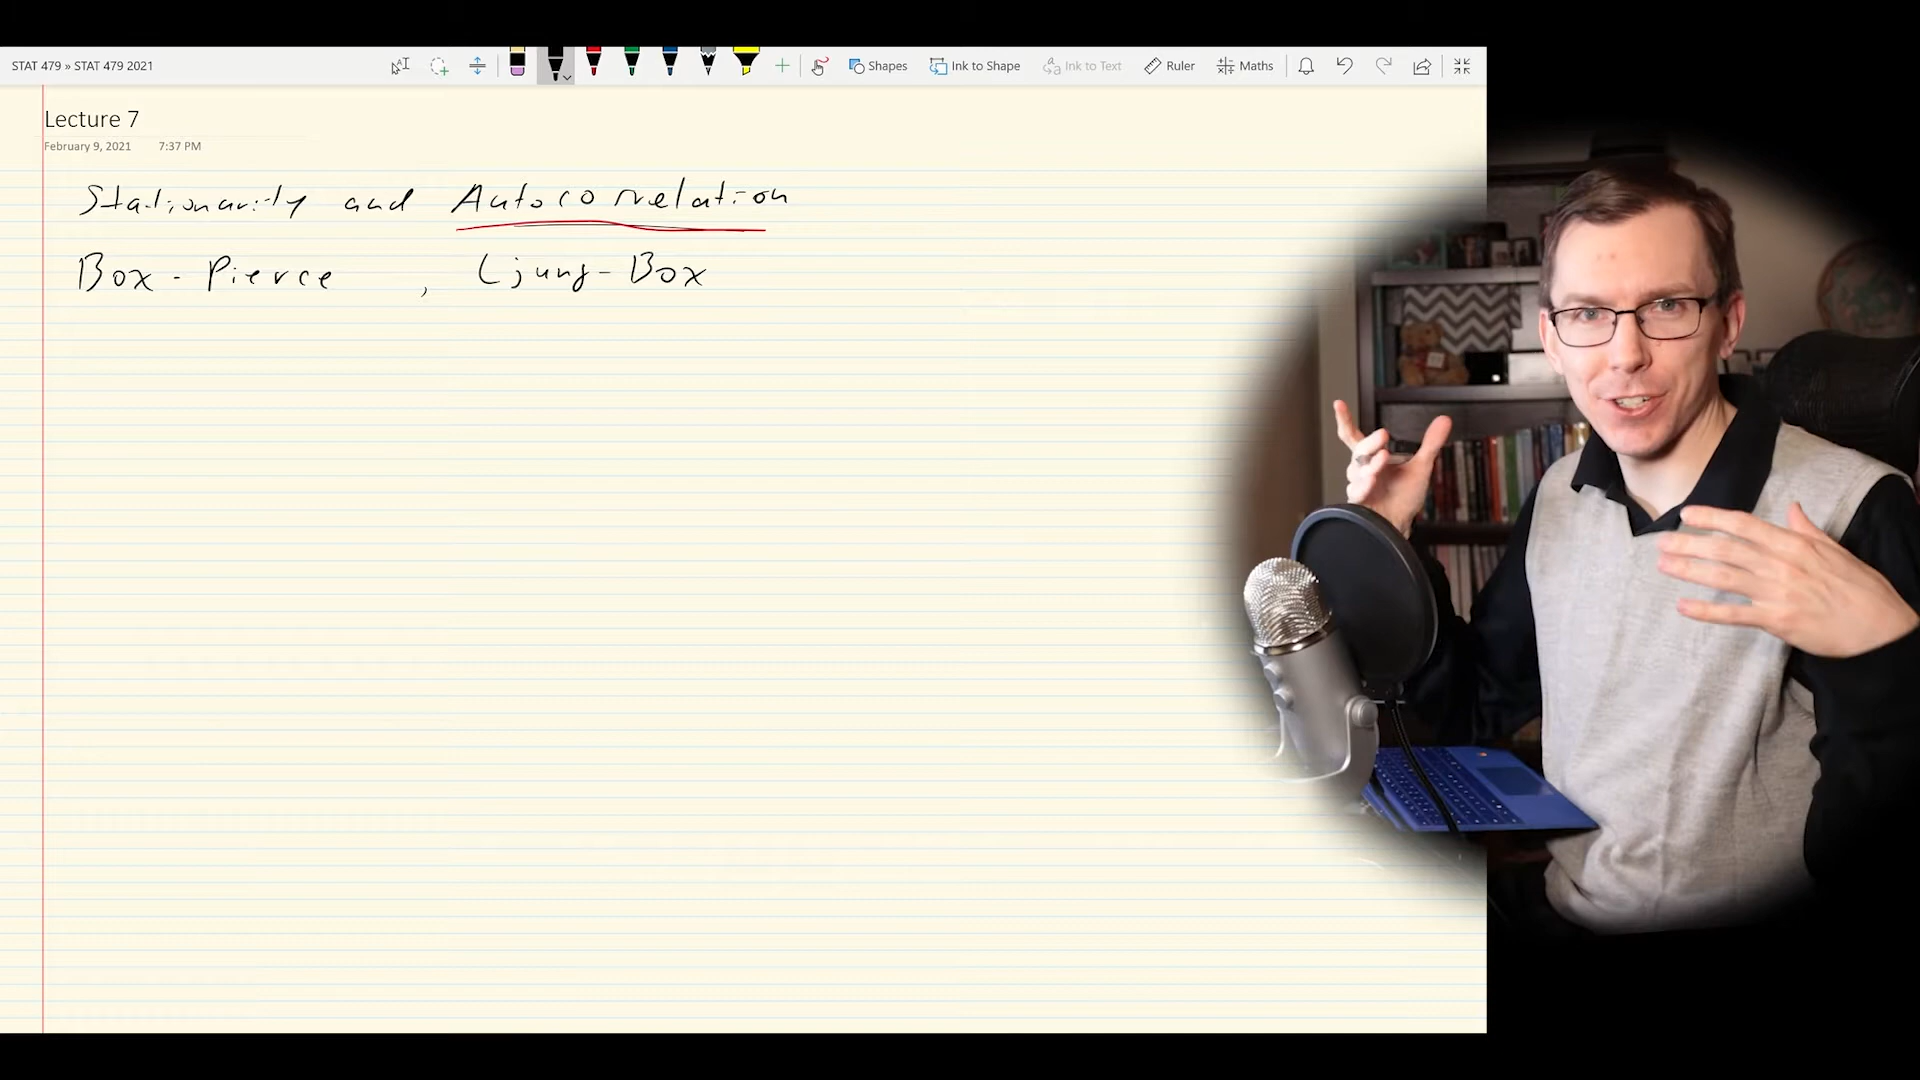 STAT 479 » STAT 479 2021
Shapes Ink to Shape Ink to Text Ruler Maths
Lecture 7
February 9, 2021 7:37 PM
Stationarity and Autocorrelation
Box - Pierce , Ljung - Box